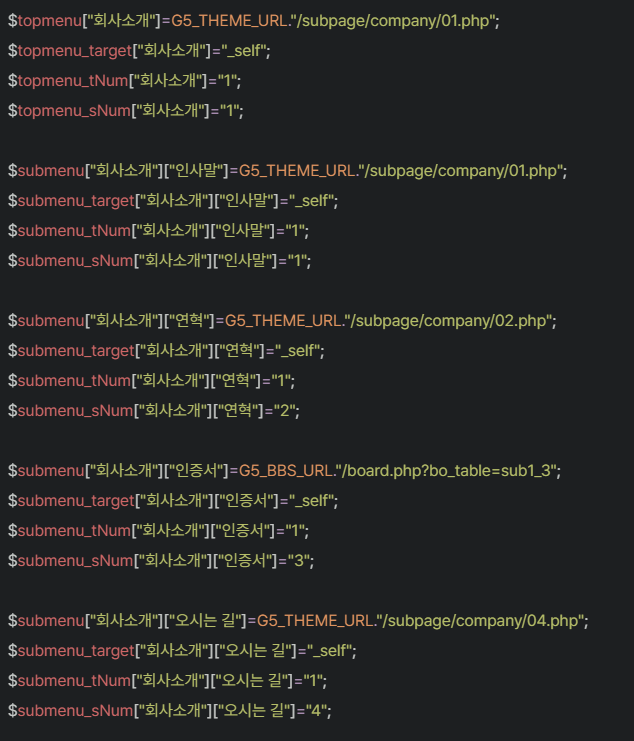 $topmenu["회사소개"]=G5_THEME_URL."/subpage/company/01.php";
$topmenu_target["회사소개"]="_self";
$topmenu_tNum["회사소개"]="1";
$topmenu_sNum["회사소개"]="1";

$submenu["회사소개"]["인사말"]=G5_THEME_URL."/subpage/company/01.php";
$submenu_target["회사소개"]["인사말"]="_self";
$submenu_tNum["회사소개"]["인사말"]="1";
$submenu_sNum["회사소개"]["인사말"]="1";

$submenu["회사소개"]["연혁"]=G5_THEME_URL."/subpage/company/02.php";
$submenu_target["회사소개"]["연혁"]="_self";
$submenu_tNum["회사소개"]["연혁"]="1";
$submenu_sNum["회사소개"]["연혁"]="2";

$submenu["회사소개"]["인증서"]=G5_BBS_URL."/board.php?bo_table=sub1_3";
$submenu_target["회사소개"]["인증서"]="_self";
$submenu_tNum["회사소개"]["인증서"]="1";
$submenu_sNum["회사소개"]["인증서"]="3";

$submenu["회사소개"]["오시는 길"]=G5_THEME_URL."/subpage/company/04.php";
$submenu_target["회사소개"]["오시는 길"]="_self";
$submenu_tNum["회사소개"]["오시는 길"]="1";
$submenu_sNum["회사소개"]["오시는 길"]="4";